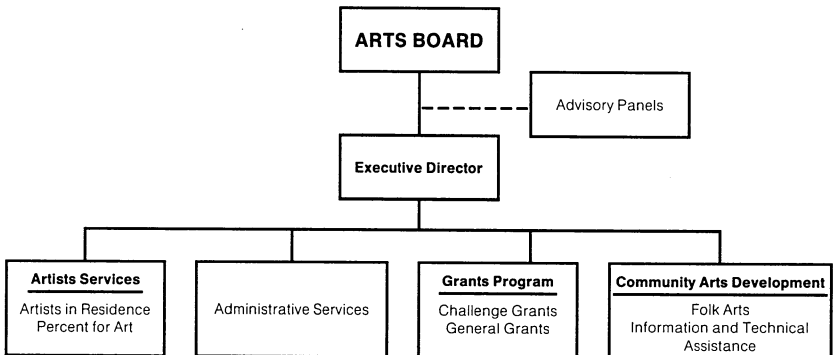 ARTS BOARD
Advisory Panels
Executive Director
Artists Services
Artists in Residence
Percent for Art
Administrative Services
Grants Program
Challenge Grants
General Grants
Community Arts Development
Folk Arts
Information and Technical
Assistance